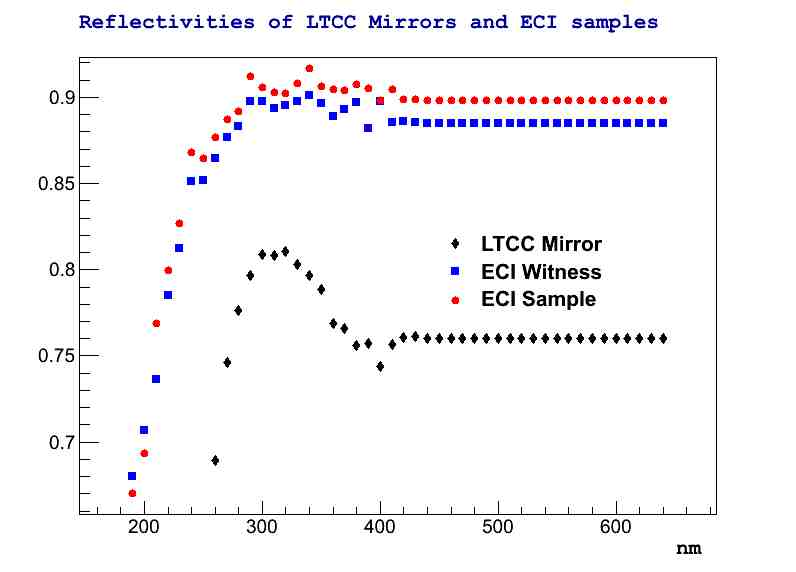 Reflectivities of LTCC Mirrors and ECI samples
0.9
0.85
0.8
0.75
0.7
LTCC Mirror
ECI Witness
ECI Sample
200 300 400 500 600
nm